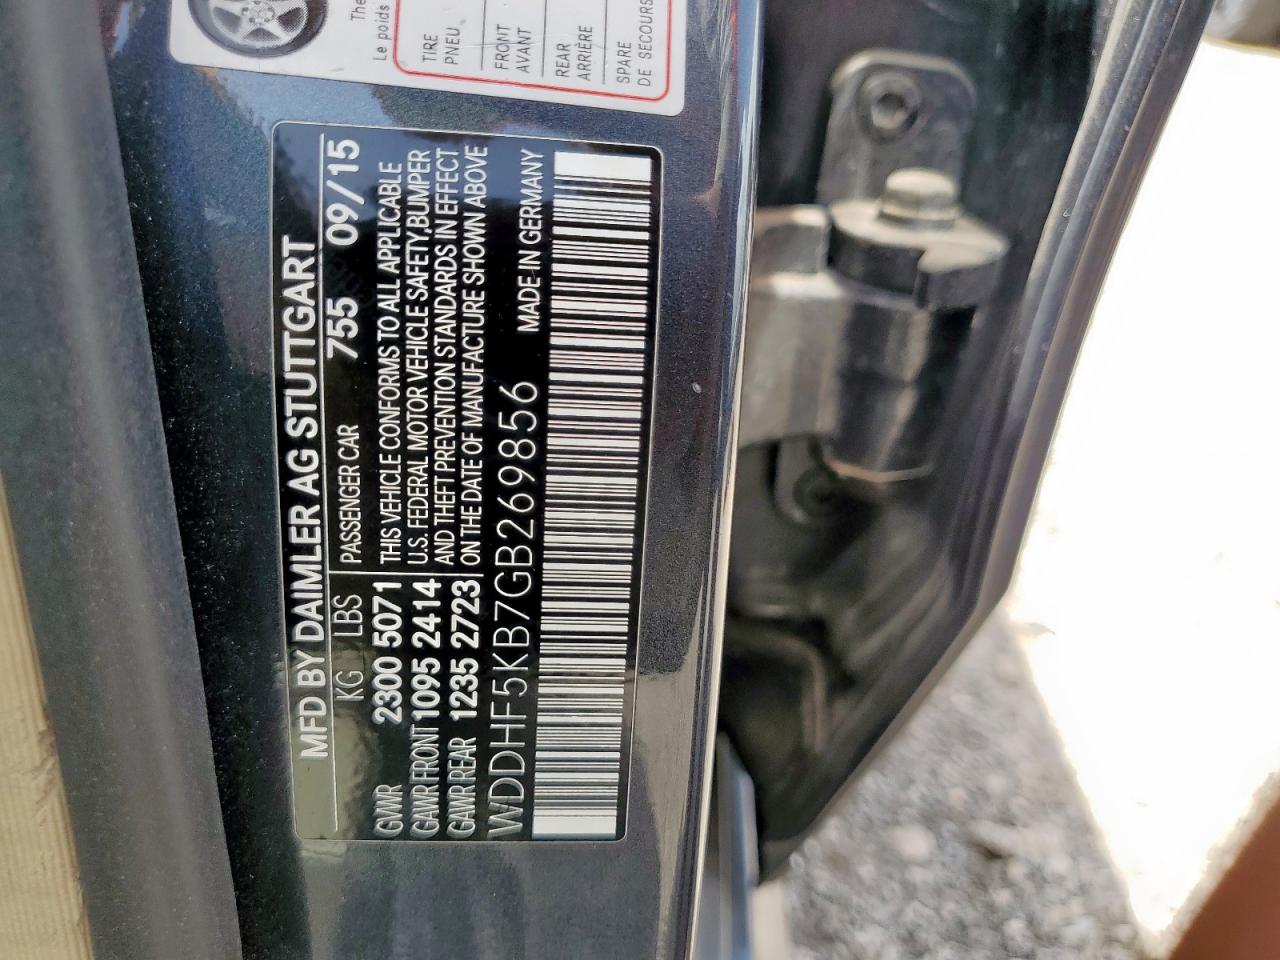 The
Le poids
TIRE
PNEU
FRONT
AVANT
REAR
ARRIÈRE
SPARE
DE SECOURS
MFD BY DAIMLER AG STUTTGART
KG LBS PASSENGER CAR 755 09/15
GVWR 2300 5071 THIS VEHICLE CONFORMS TO ALL APPLICABLE
GAWR FRONT 1095 2414 U.S. FEDERAL MOTOR VEHICLE SAFETY,BUMPER
GAWR REAR 1235 2723 AND THEFT PREVENTION STANDARDS IN EFFECT
ON THE DATE OF MANUFACTURE SHOWN ABOVE
WDDHF5KB7GB269856 MADE IN GERMANY